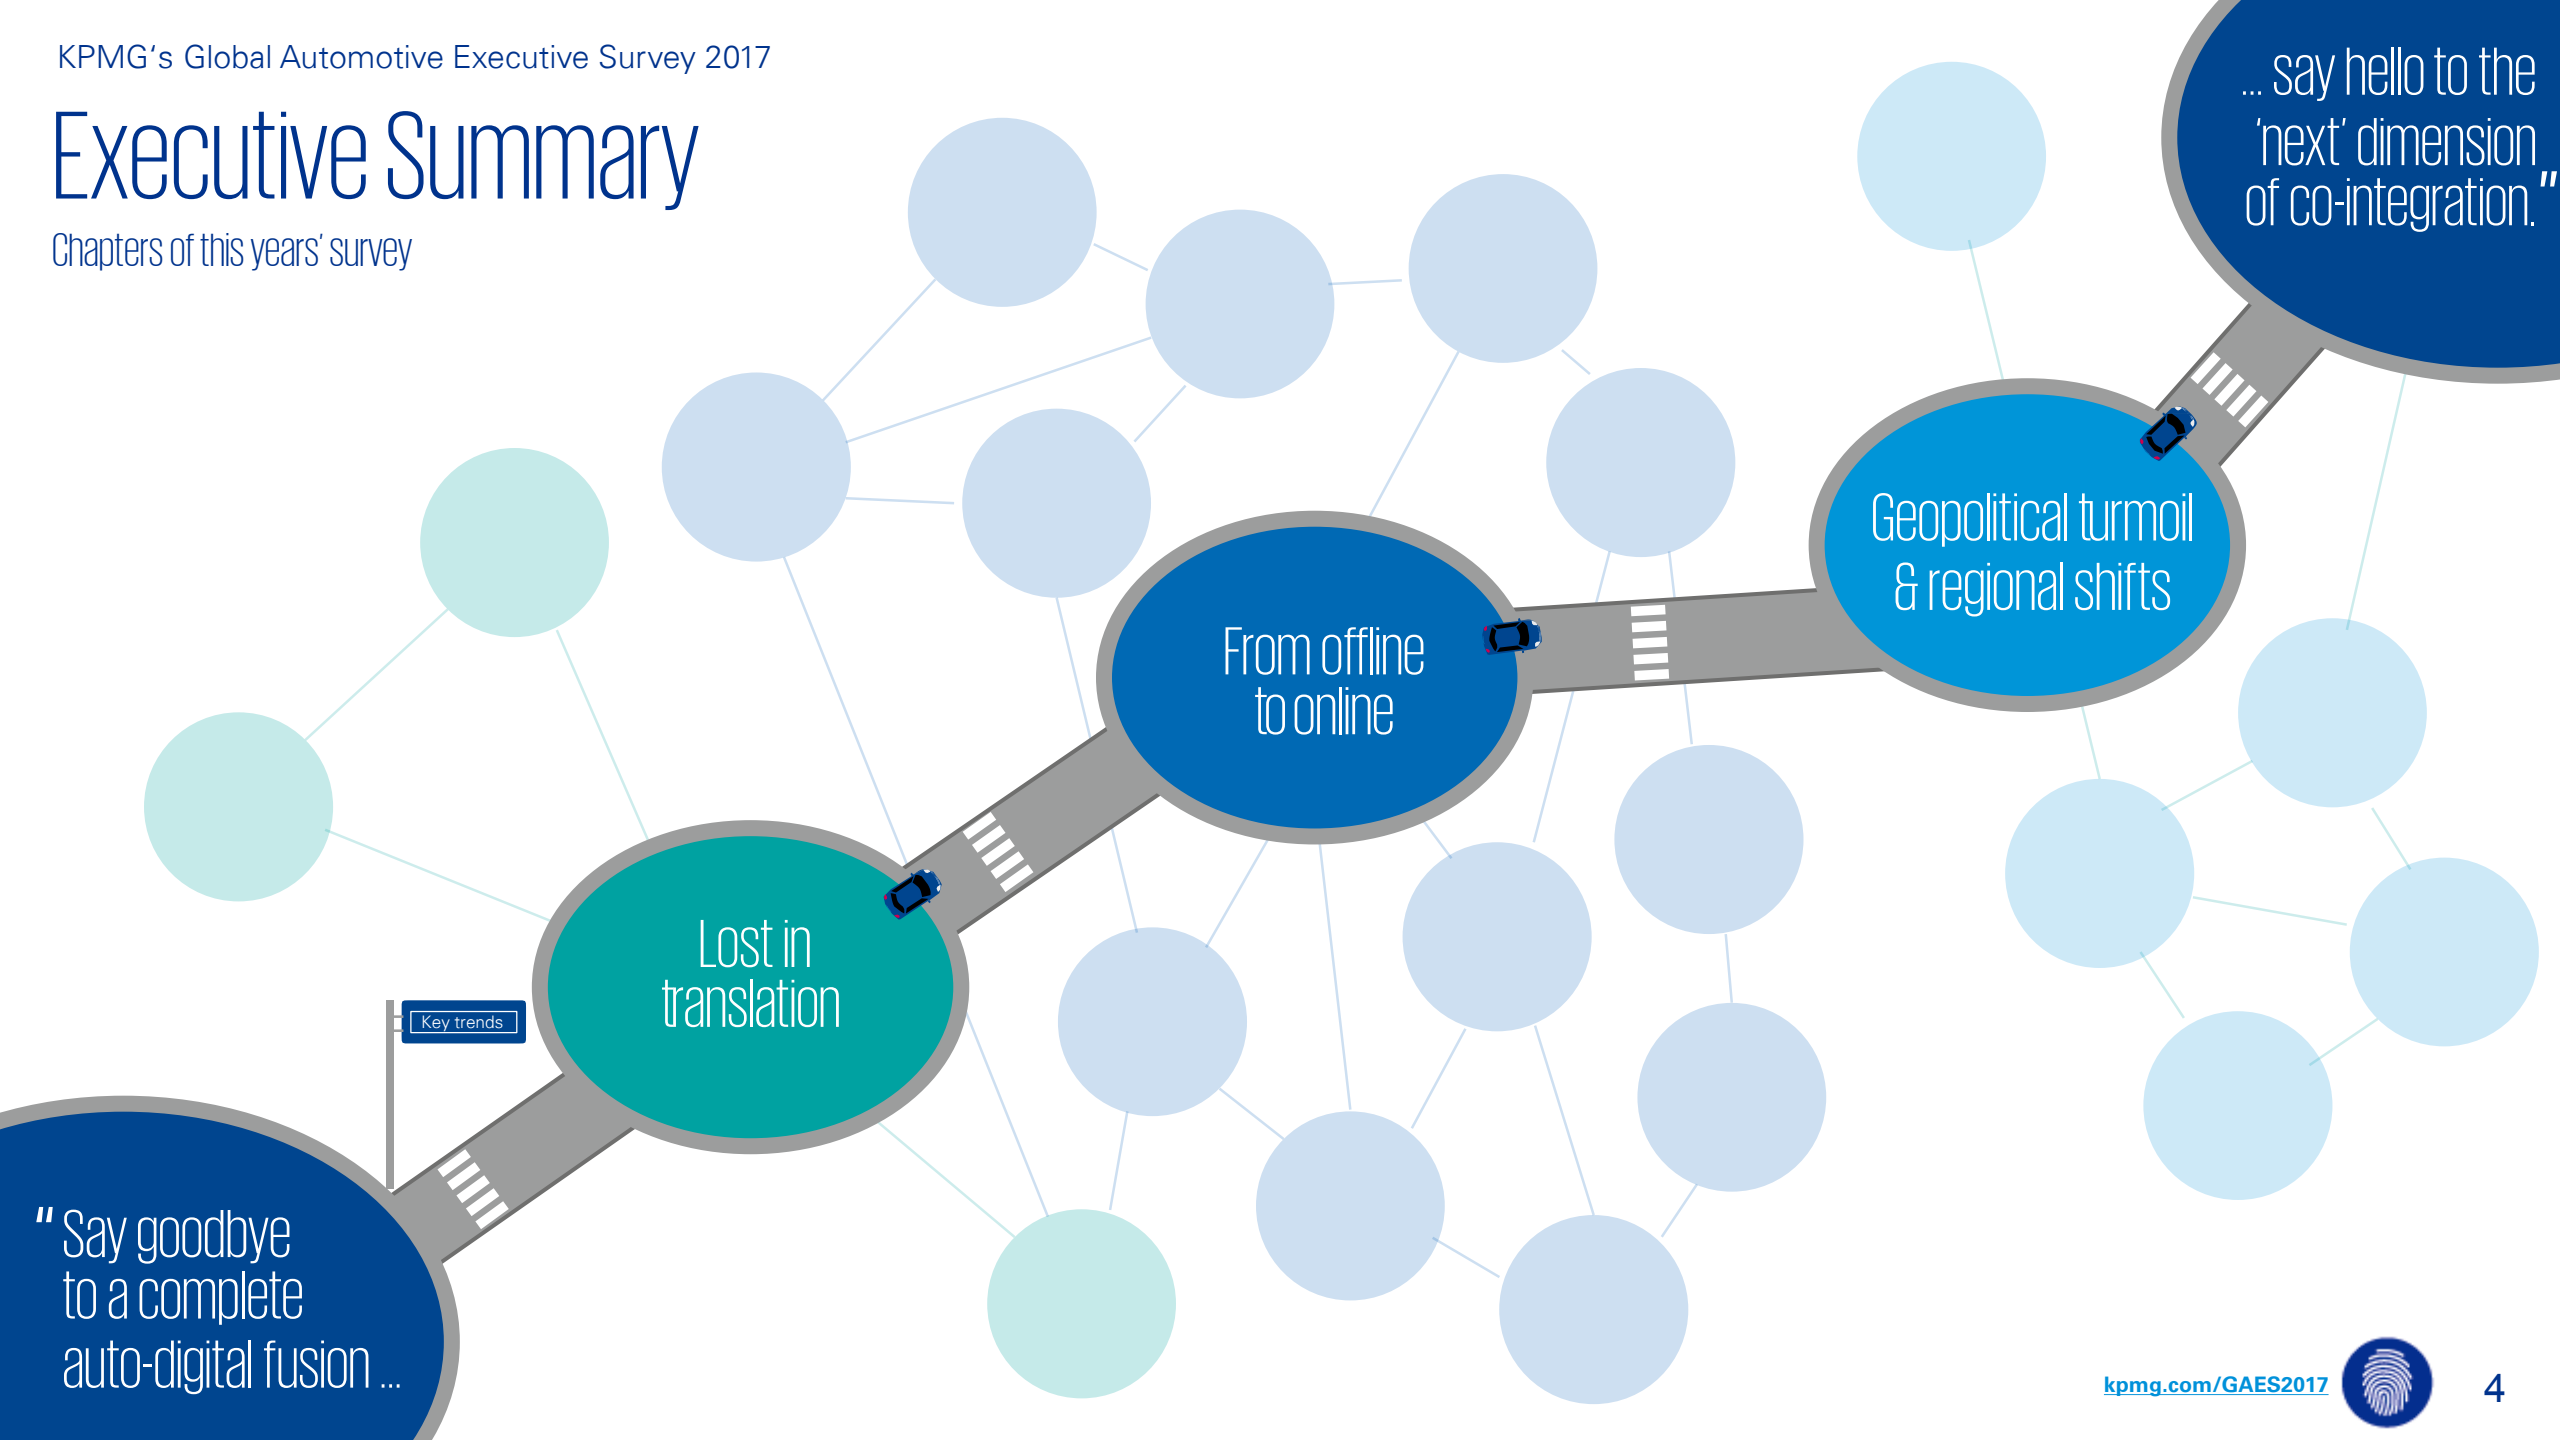 KPMG‘s Global Automotive Executive Survey 2017
Executive Summary
Chapters of this years’ survey
“ Say goodbye
to a complete
auto-digital fusion ...
Key trends
Lost in
translation
From offline
to online
Geopolitical turmoil
& regional shifts
... say hello to the
‘next’ dimension
of co-integration.”
kpmg.com/GAES2017
4